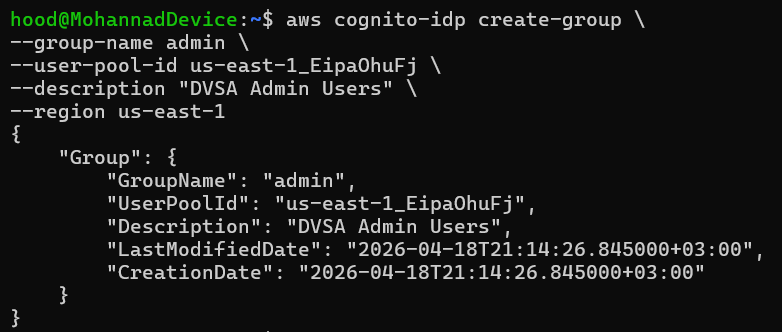 hood@MohannadDevice:~$ aws cognito-idp create-group \
--group-name admin \
--user-pool-id us-east-1_EipaOhuFj \
--description "DVSA Admin Users" \
--region us-east-1
{
    "Group": {
        "GroupName": "admin",
        "UserPoolId": "us-east-1_EipaOhuFj",
        "Description": "DVSA Admin Users",
        "LastModifiedDate": "2026-04-18T21:14:26.845000+03:00",
        "CreationDate": "2026-04-18T21:14:26.845000+03:00"
    }
}